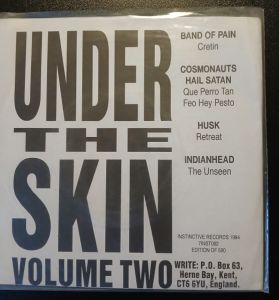 UNDER
THE
SKIN
VOLUME TWO
BAND OF PAIN
Cretin
COSMONAUTS
HAIL SATAN
Que Perro Tan
Feo Hey Pesto
HUSK
Retreat
INDIANHEAD
The Unseen
INSTINCTIVE RECORDS 1994
EDITION OF 500
WRITE: P.O. Box 63,
Herne Bay, Kent,
CT6 6YU, England.